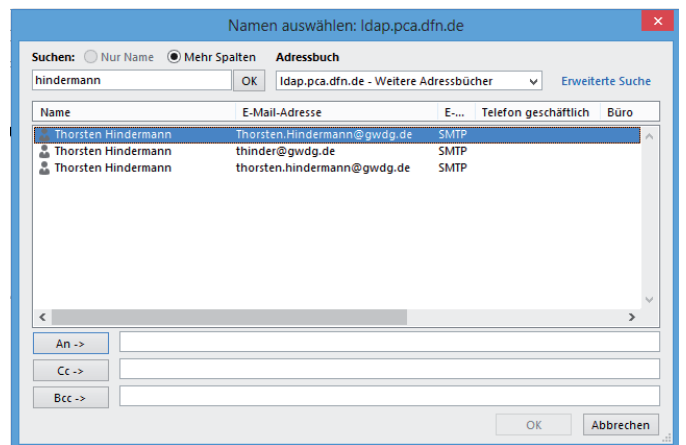 Namen auswählen: ldap.pca.dfn.de
Suchen: Nur Name Mehr Spalten Adressbuch
hindermann OK ldap.pca.dfn.de - Weitere Adressbücher Erweiterte Suche
Name E-Mail-Adresse E-... Telefon geschäftlich Büro
Thorsten Hindermann Thorsten.Hindermann@gwdg.de SMTP
Thorsten Hindermann thinder@gwdg.de SMTP
Thorsten Hindermann thorsten.hindermann@gwdg.de SMTP
An ->
Cc ->
Bcc ->
OK Abbrechen